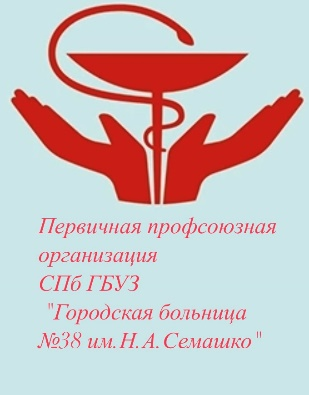 Первичная профсоюзная
организация
СПб ГБУЗ
"Городская больница
№38 им.Н.А.Семашко"